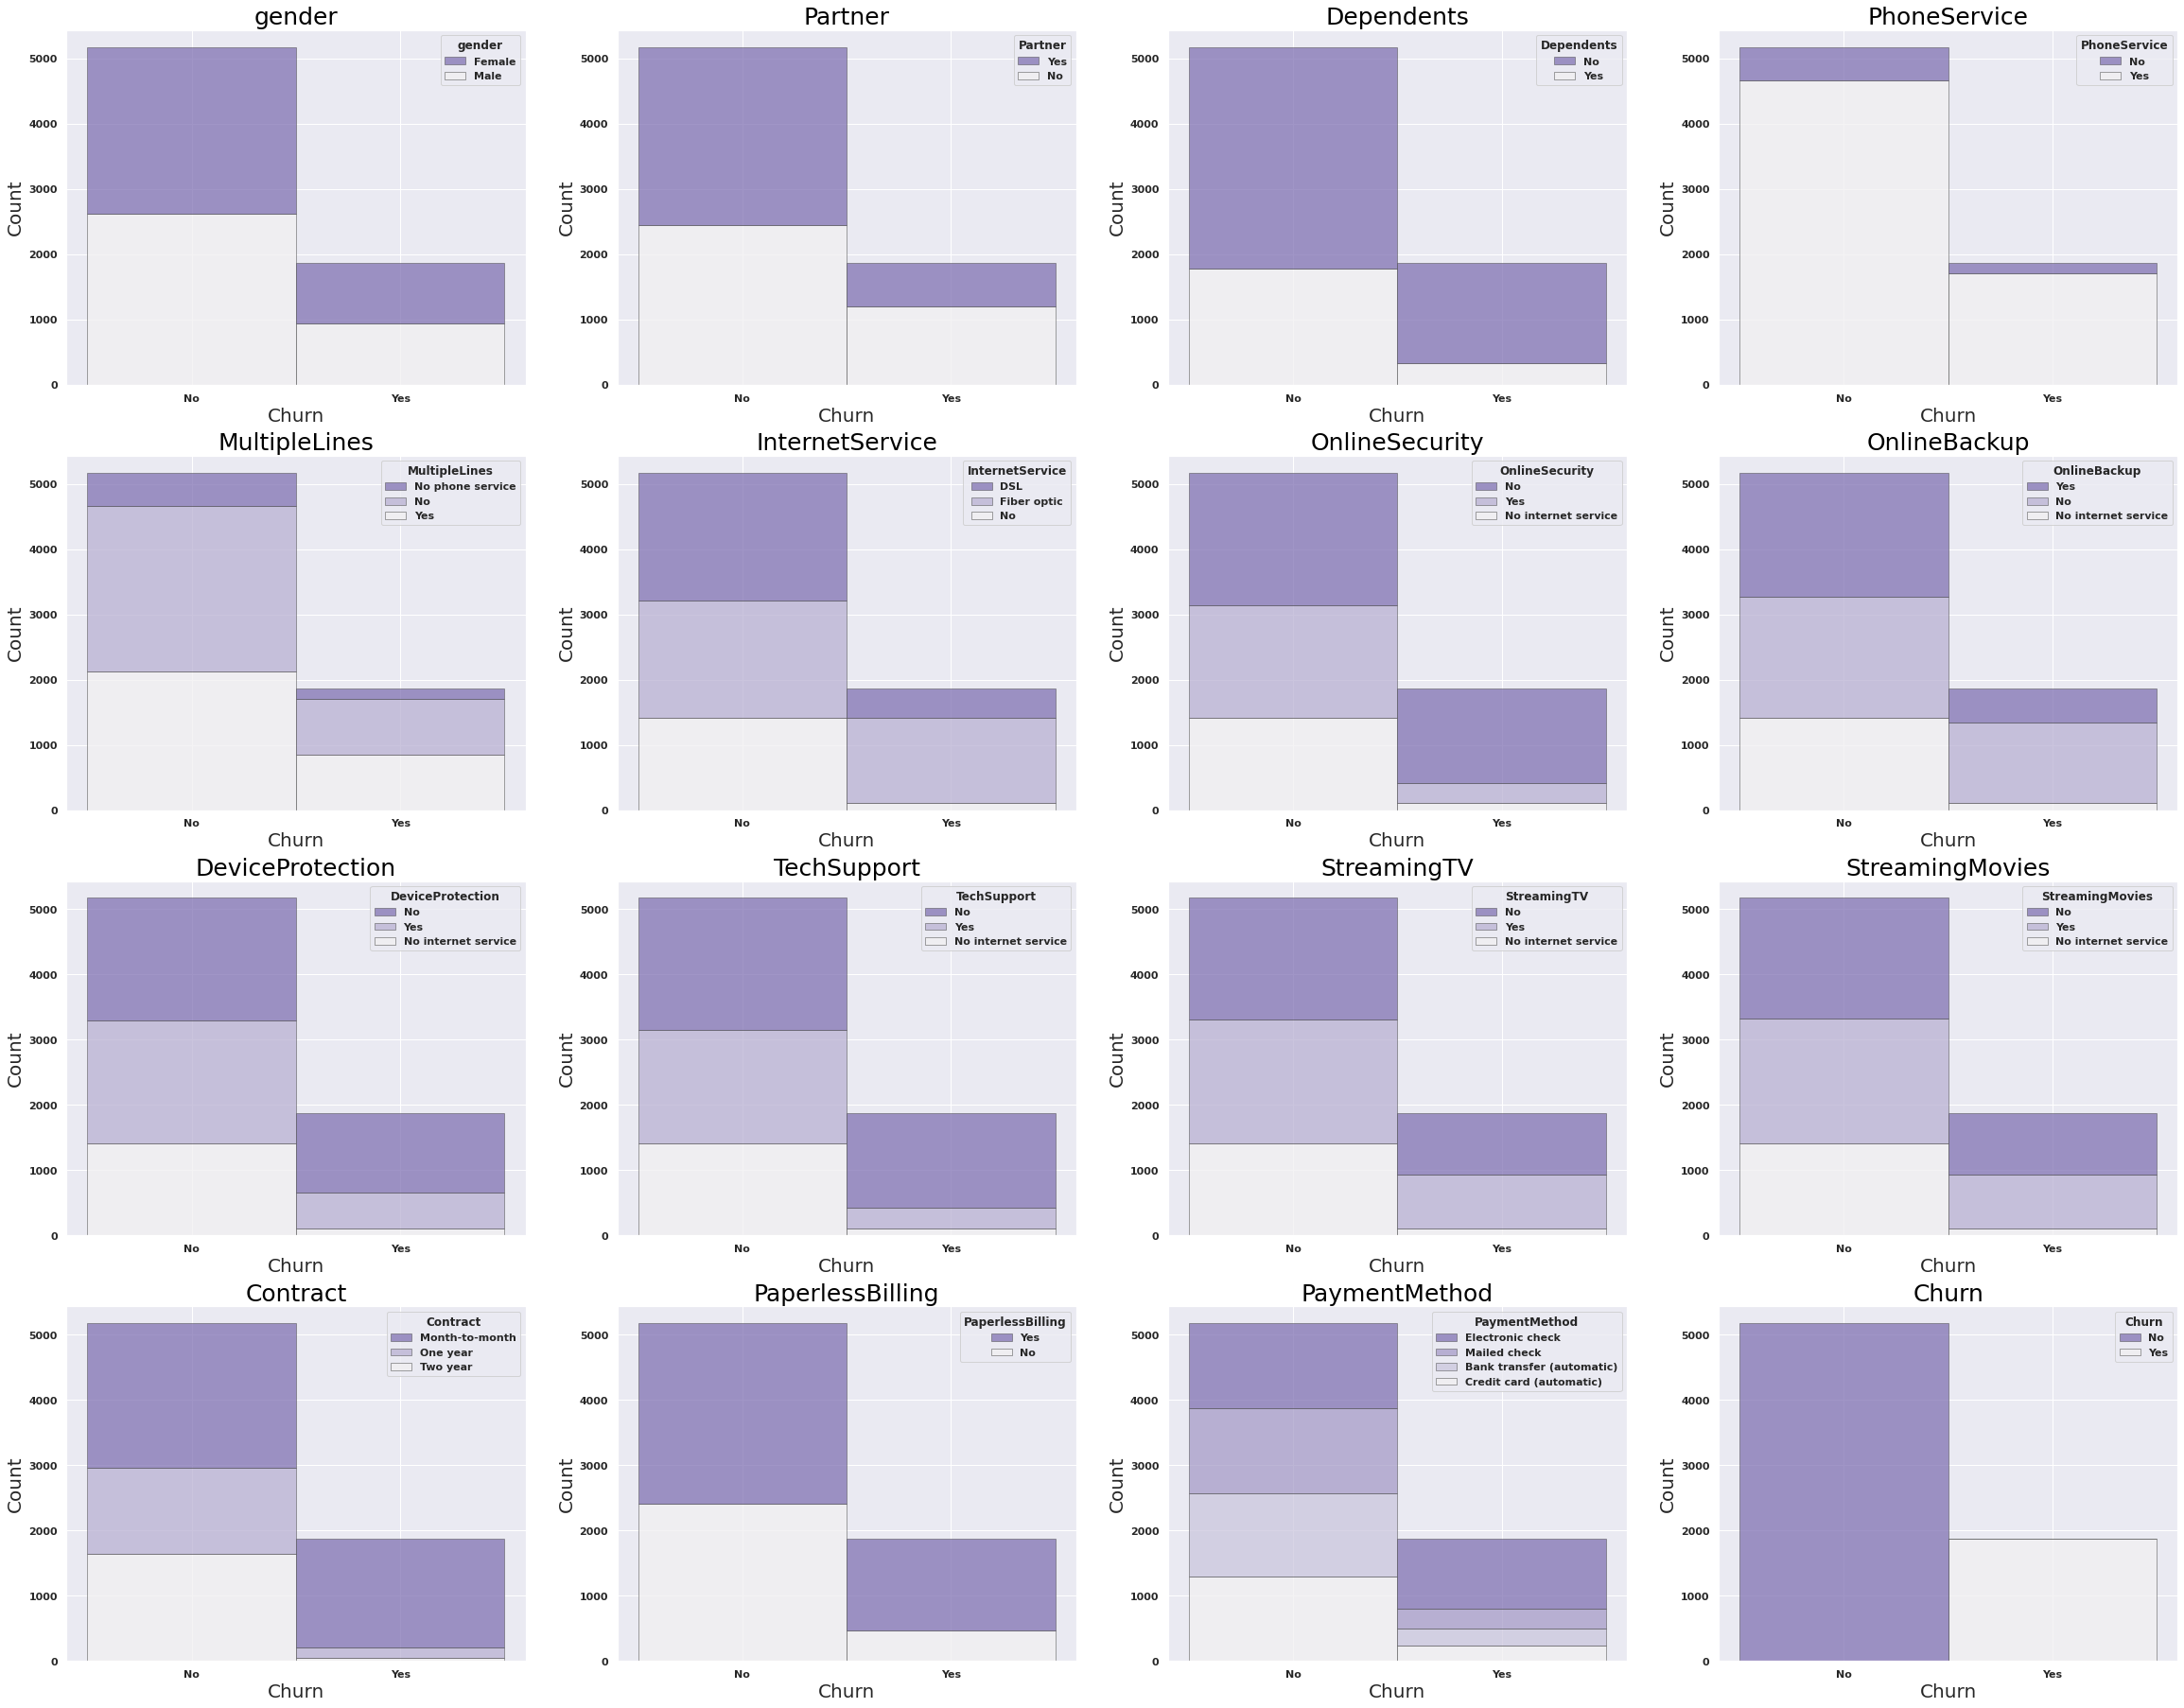 gender
gender
Female
Male
5000
4000
3000
2000
1000
0
Count
No
Yes
Churn
Partner
Partner
Yes
No
5000
4000
3000
2000
1000
0
Count
No
Yes
Churn
Dependents
Dependents
No
Yes
5000
4000
3000
2000
1000
0
Count
No
Yes
Churn
PhoneService
PhoneService
No
Yes
5000
4000
3000
2000
1000
0
Count
No
Yes
Churn
MultipleLines
MultipleLines
No phone service
No
Yes
5000
4000
3000
2000
1000
0
Count
No
Yes
Churn
InternetService
InternetService
DSL
Fiber optic
No
5000
4000
3000
2000
1000
0
Count
No
Yes
Churn
OnlineSecurity
OnlineSecurity
No
Yes
No internet service
5000
4000
3000
2000
1000
0
Count
No
Yes
Churn
OnlineBackup
OnlineBackup
Yes
No
No internet service
5000
4000
3000
2000
1000
0
Count
No
Yes
Churn
DeviceProtection
DeviceProtection
No
Yes
No internet service
5000
4000
3000
2000
1000
0
Count
No
Yes
Churn
TechSupport
TechSupport
No
Yes
No internet service
5000
4000
3000
2000
1000
0
Count
No
Yes
Churn
StreamingTV
StreamingTV
No
Yes
No internet service
5000
4000
3000
2000
1000
0
Count
No
Yes
Churn
StreamingMovies
StreamingMovies
No
Yes
No internet service
5000
4000
3000
2000
1000
0
Count
No
Yes
Churn
Contract
Contract
Month-to-month
One year
Two year
5000
4000
3000
2000
1000
0
Count
No
Yes
Churn
PaperlessBilling
PaperlessBilling
Yes
No
5000
4000
3000
2000
1000
0
Count
No
Yes
Churn
PaymentMethod
PaymentMethod
Electronic check
Mailed check
Bank transfer (automatic)
Credit card (automatic)
5000
4000
3000
2000
1000
0
Count
No
Yes
Churn
Churn
Churn
No
Yes
5000
4000
3000
2000
1000
0
Count
No
Yes
Churn